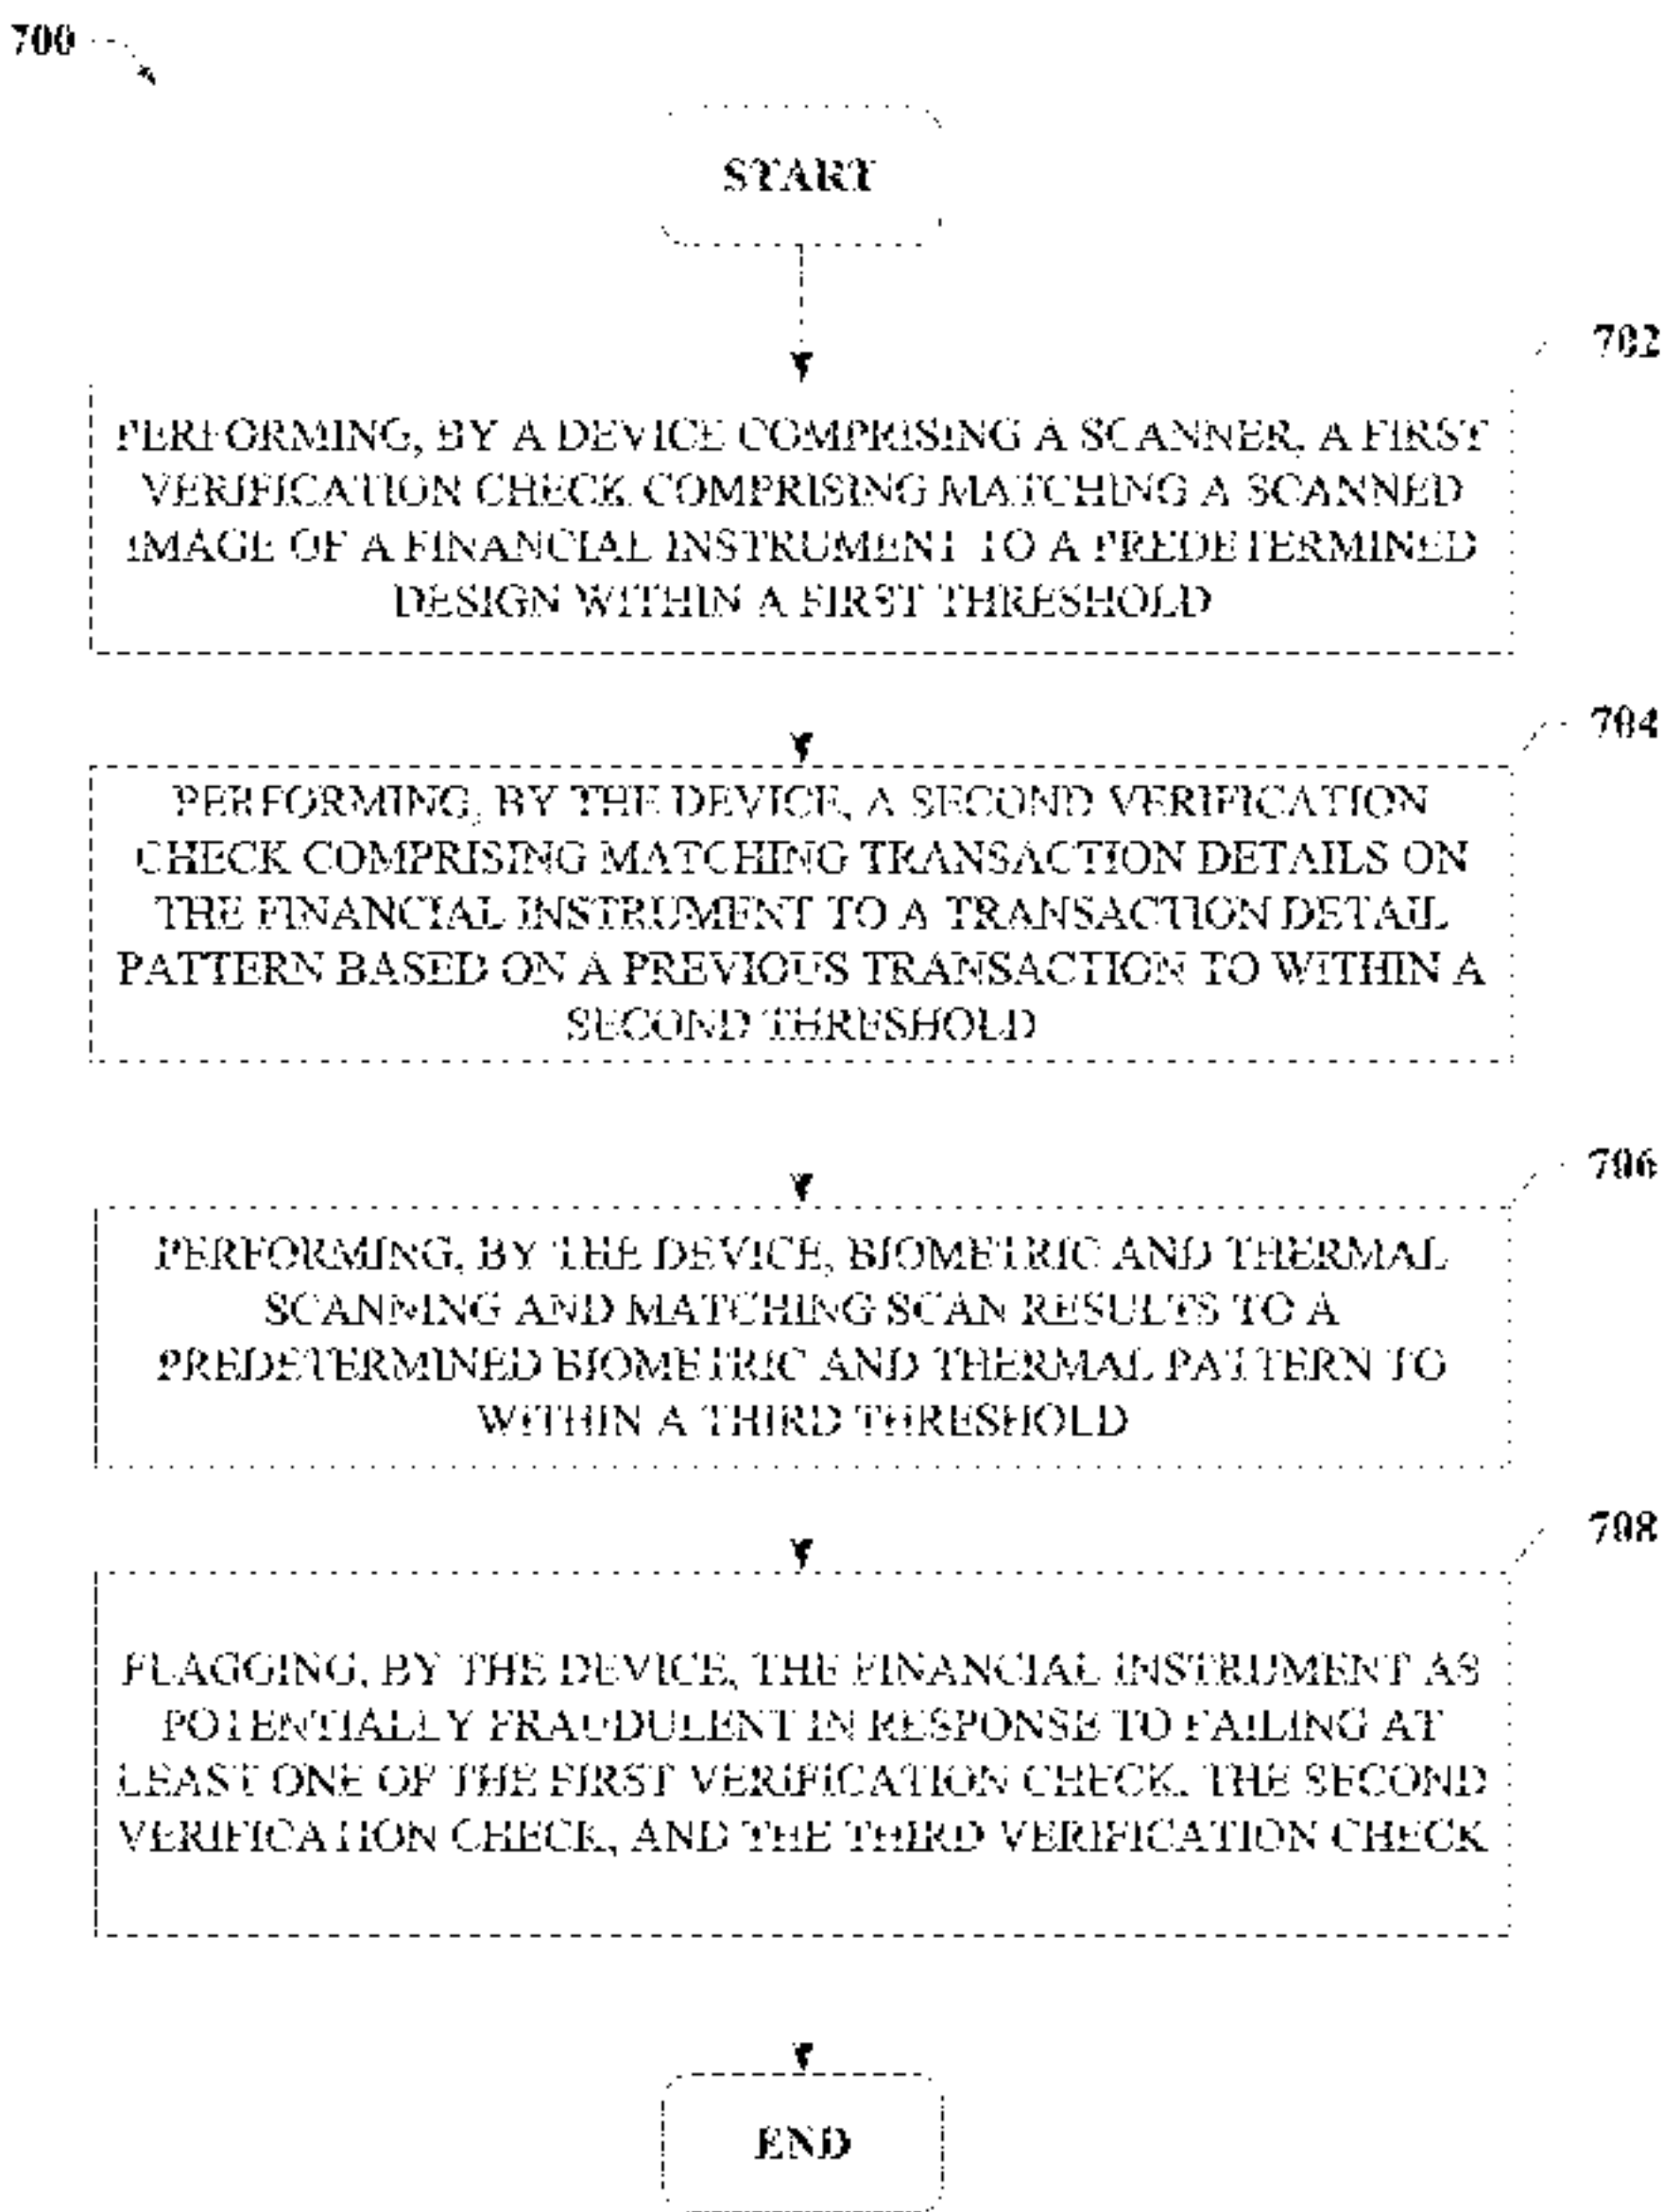 700
START
702
PERFORMING, BY A DEVICE COMPRISING A SCANNER, A FIRST
VERIFICATION CHECK COMPRISING MATCHING A SCANNED
IMAGE OF A FINANCIAL INSTRUMENT TO A PREDETERMINED
DESIGN WITHIN A FIRST THRESHOLD
704
PERFORMING, BY THE DEVICE, A SECOND VERIFICATION
CHECK COMPRISING MATCHING TRANSACTION DETAILS ON
THE FINANCIAL INSTRUMENT TO A TRANSACTION DETAIL
PATTERN BASED ON A PREVIOUS TRANSACTION TO WITHIN A
SECOND THRESHOLD
706
PERFORMING, BY THE DEVICE, BIOMETRIC AND THERMAL
SCANNING AND MATCHING SCAN RESULTS TO A
PREDETERMINED BIOMETRIC AND THERMAL PATTERN TO
WITHIN A THIRD THRESHOLD
708
FLAGGING, BY THE DEVICE, THE FINANCIAL INSTRUMENT AS
POTENTIALLY FRAUDULENT IN RESPONSE TO FAILING AT
LEAST ONE OF THE FIRST VERIFICATION CHECK, THE SECOND
VERIFICATION CHECK, AND THE THIRD VERIFICATION CHECK
END